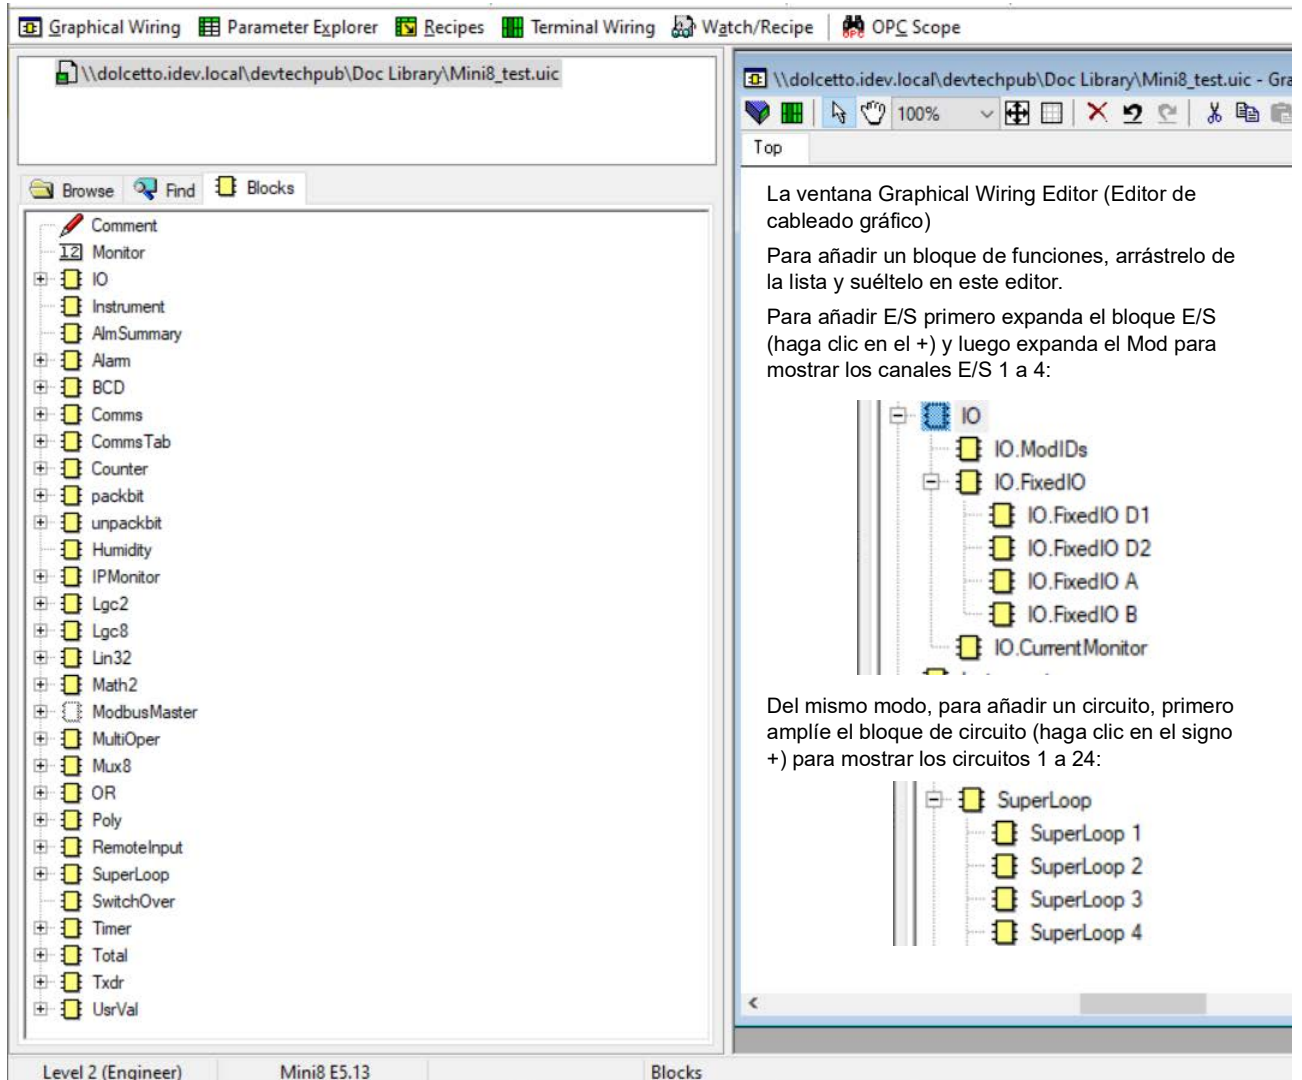 Graphical Wiring Parameter Explorer Recipes Terminal Wiring Watch/Recipe OPC Scope
\\dolcetto.idev.local\devtechpub\Doc Library\Mini8_test.uic
Browse Find Blocks
Comment
12 Monitor
IO
Instrument
AlmSummary
Alarm
BCD
Comms
CommsTab
Counter
packbit
unpackbit
Humidity
IPMonitor
Lgc2
Lgc8
Lin32
Math2
ModbusMaster
MultiOper
Mux8
OR
Poly
RemoteInput
SuperLoop
SwitchOver
Timer
Total
Txdr
UsrVal
\\dolcetto.idev.local\devtechpub\Doc Library\Mini8_test.uic - Gra
100%
Top
La ventana Graphical Wiring Editor (Editor de
cableado gráfico)
Para añadir un bloque de funciones, arrástrelo de
la lista y suéltelo en este editor.
Para añadir E/S primero expanda el bloque E/S
(haga clic en el +) y luego expanda el Mod para
mostrar los canales E/S 1 a 4:
IO
IO.ModIDs
IO.FixedIO
IO.FixedIO D1
IO.FixedIO D2
IO.FixedIO A
IO.FixedIO B
IO.CurrentMonitor
Del mismo modo, para añadir un circuito, primero
amplíe el bloque de circuito (haga clic en el signo
+) para mostrar los circuitos 1 a 24:
SuperLoop
SuperLoop 1
SuperLoop 2
SuperLoop 3
SuperLoop 4
Level 2 (Engineer) Mini8 E5.13 Blocks